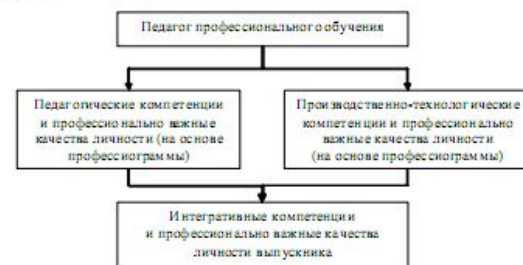 Педагог профессионального обучения
Педагогические компетенции
и профессионально важные
качества личности (на основе
профессиограммы)
Производственно-технологические
компетенции и профессионально
важные качества личности
(на основе профессиограммы)
Интегративные компетенции
и профессионально важные качества
личности выпускника